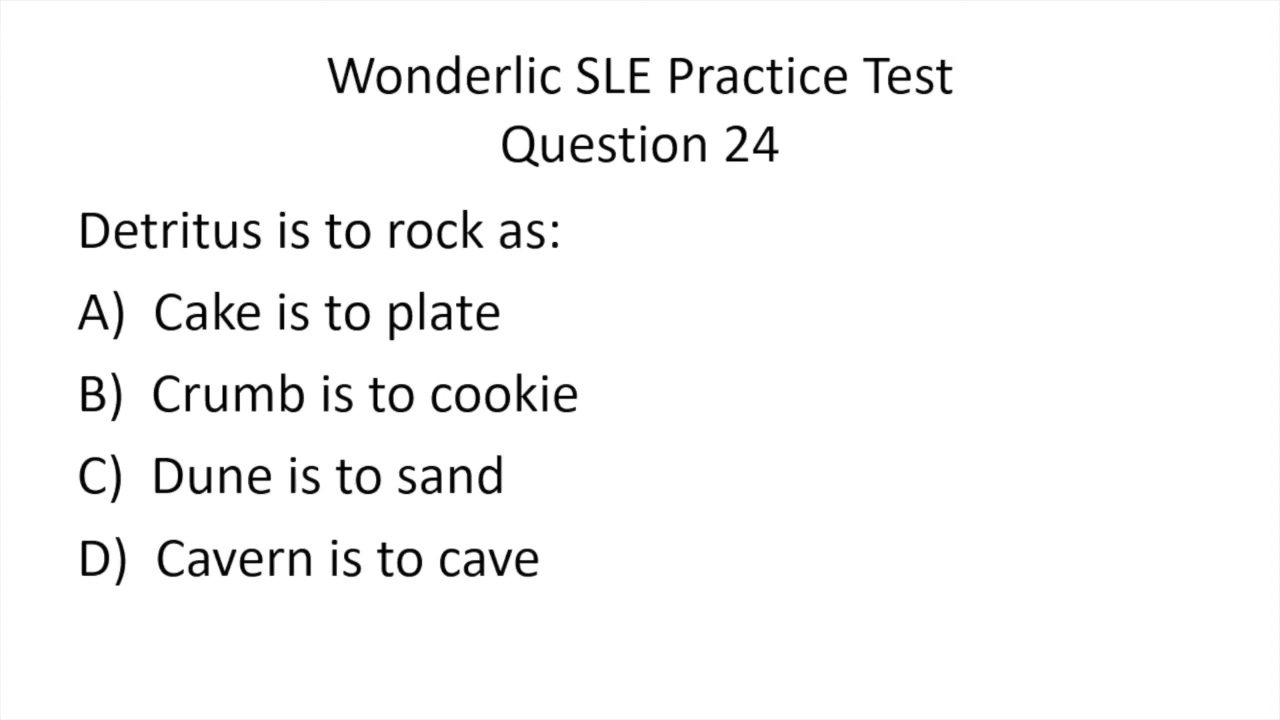 Wonderlic SLE Practice Test
Question 24
Detritus is to rock as:
A) Cake is to plate
B) Crumb is to cookie
C) Dune is to sand
D) Cavern is to cave